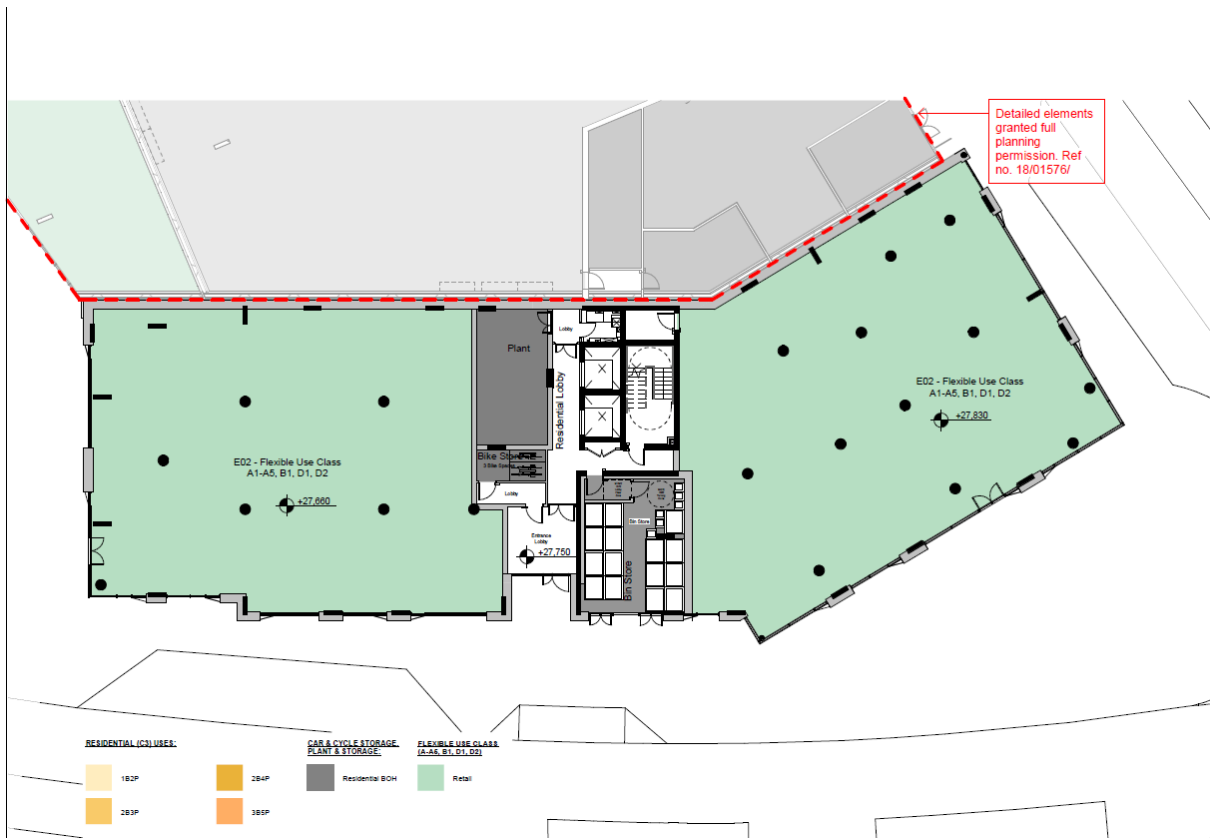 Detailed elements
granted full
planning
permission. Ref
no. 18/01576/
Lobby
Plant
Residential Lobby
E02 - Flexible Use Class
A1-A5, B1, D1, D2
+27,830
Bike Store
3 Bike Spaces
E02 - Flexible Use Class
A1-A5, B1, D1, D2
+27,660
Lobby
Entrance
Lobby
+27,750
Bin Store
Bin Store
RESIDENTIAL (C3) USES:
CAR & CYCLE STORAGE,
PLANT & STORAGE:
FLEXIBLE USE CLASS
(A-A5, B1, D1, D2)
1B2P
2B4P
Residential BOH
Retail
2B3P
3B5P